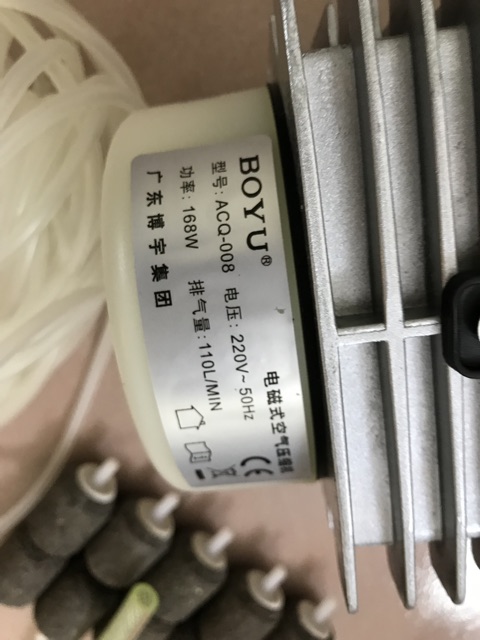 BOYU® 电磁式空气压缩机
型号: ACQ-008 电压: 220V~50Hz
功率: 168W 排气量: 110L/MIN
广东博宇集团
CE